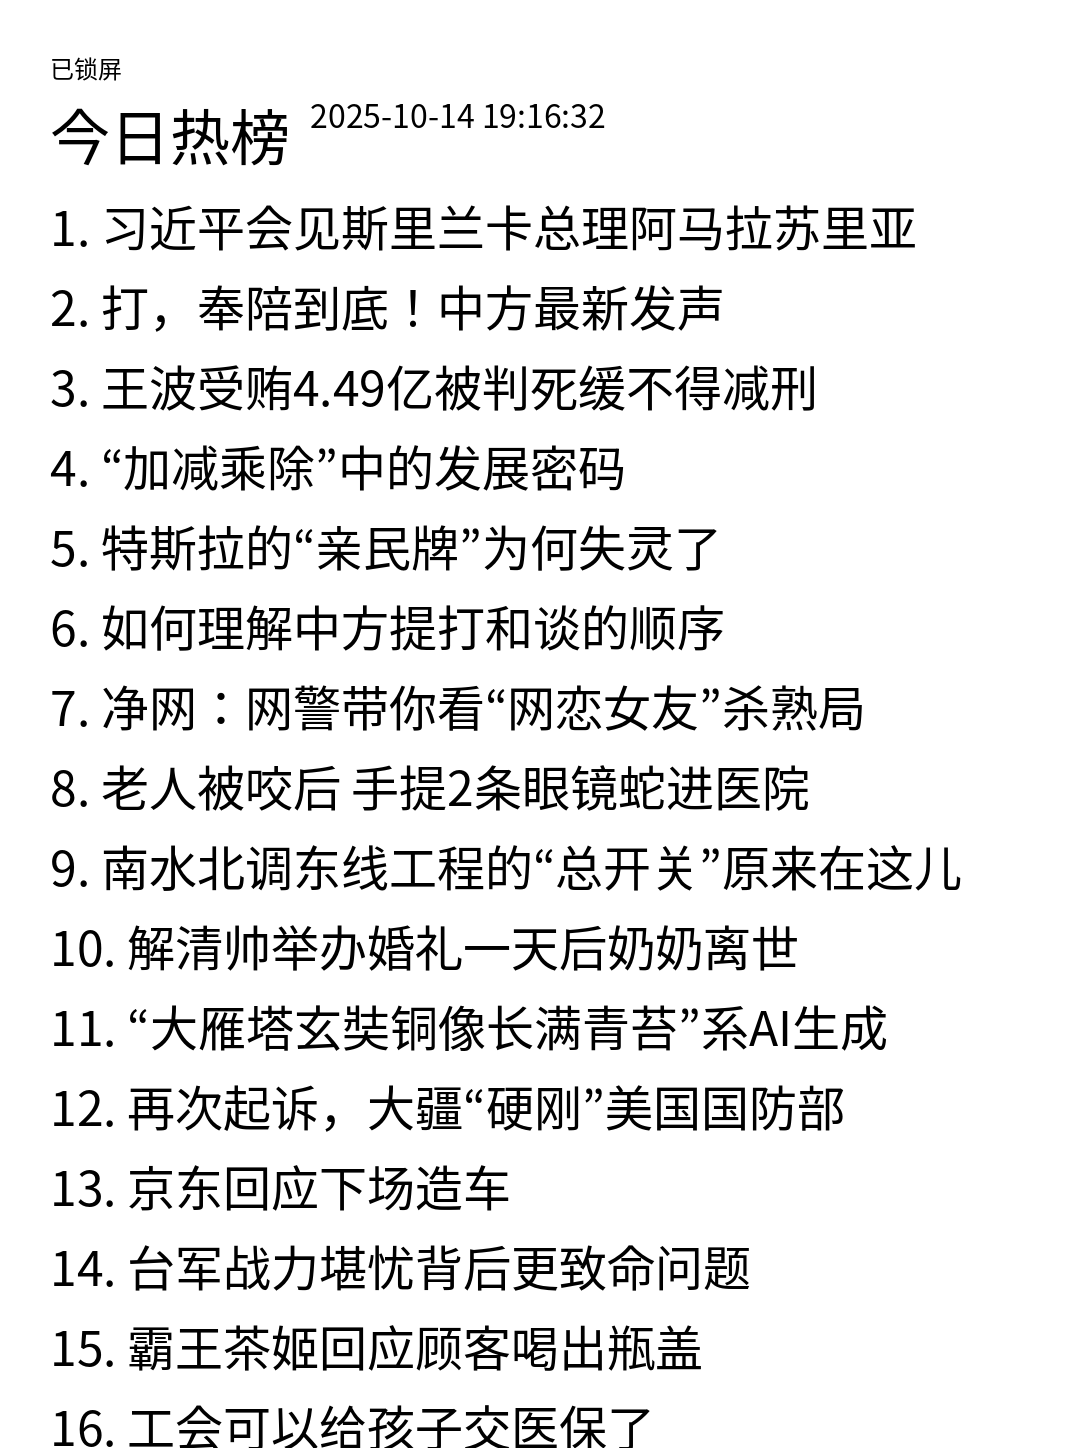 已锁屏
今日热榜 2025-10-14 19:16:32
1. 习近平会见斯里兰卡总理阿马拉苏里亚
2. 打，奉陪到底！中方最新发声
3. 王波受贿4.49亿被判死缓不得减刑
4. “加减乘除”中的发展密码
5. 特斯拉的“亲民牌”为何失灵了
6. 如何理解中方提打和谈的顺序
7. 净网：网警带你看“网恋女友”杀熟局
8. 老人被咬后 手提2条眼镜蛇进医院
9. 南水北调东线工程的“总开关”原来在这儿
10. 解清帅举办婚礼一天后奶奶离世
11. “大雁塔玄奘铜像长满青苔”系AI生成
12. 再次起诉，大疆“硬刚”美国国防部
13. 京东回应下场造车
14. 台军战力堪忧背后更致命问题
15. 霸王茶姬回应顾客喝出瓶盖
16. 工会可以给孩子交医保了